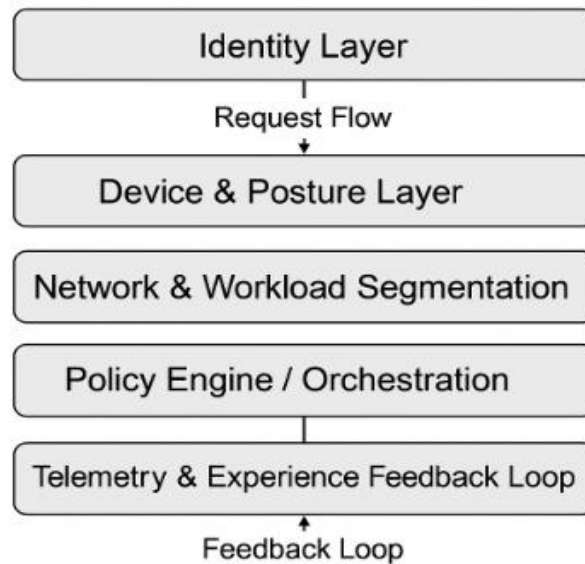 Identity Layer
Request Flow
Device & Posture Layer
Network & Workload Segmentation
Policy Engine / Orchestration
Telemetry & Experience Feedback Loop
Feedback Loop